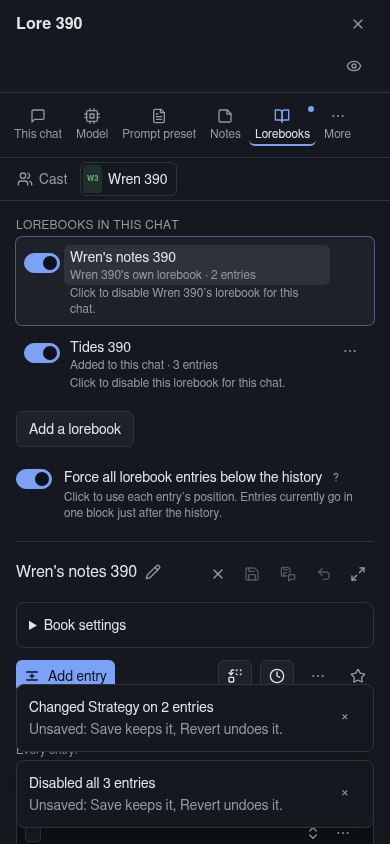 Lore 390
This chat
Model
Prompt preset
Notes
Lorebooks
More
Cast
W3
Wren 390
LOREBOOKS IN THIS CHAT
Wren's notes 390
Wren 390's own lorebook · 2 entries
Click to disable Wren 390's lorebook for this
chat.
Tides 390
Added to this chat · 3 entries
Click to disable this lorebook for this chat.
Add a lorebook
Force all lorebook entries below the history ?
Click to use each entry's position. Entries currently go in
one block just after the history.
Wren's notes 390
Book settings
Add entry
Changed Strategy on 2 entries
Unsaved: Save keeps it, Revert undoes it.
Every entry.
Disabled all 3 entries
Unsaved: Save keeps it, Revert undoes it.